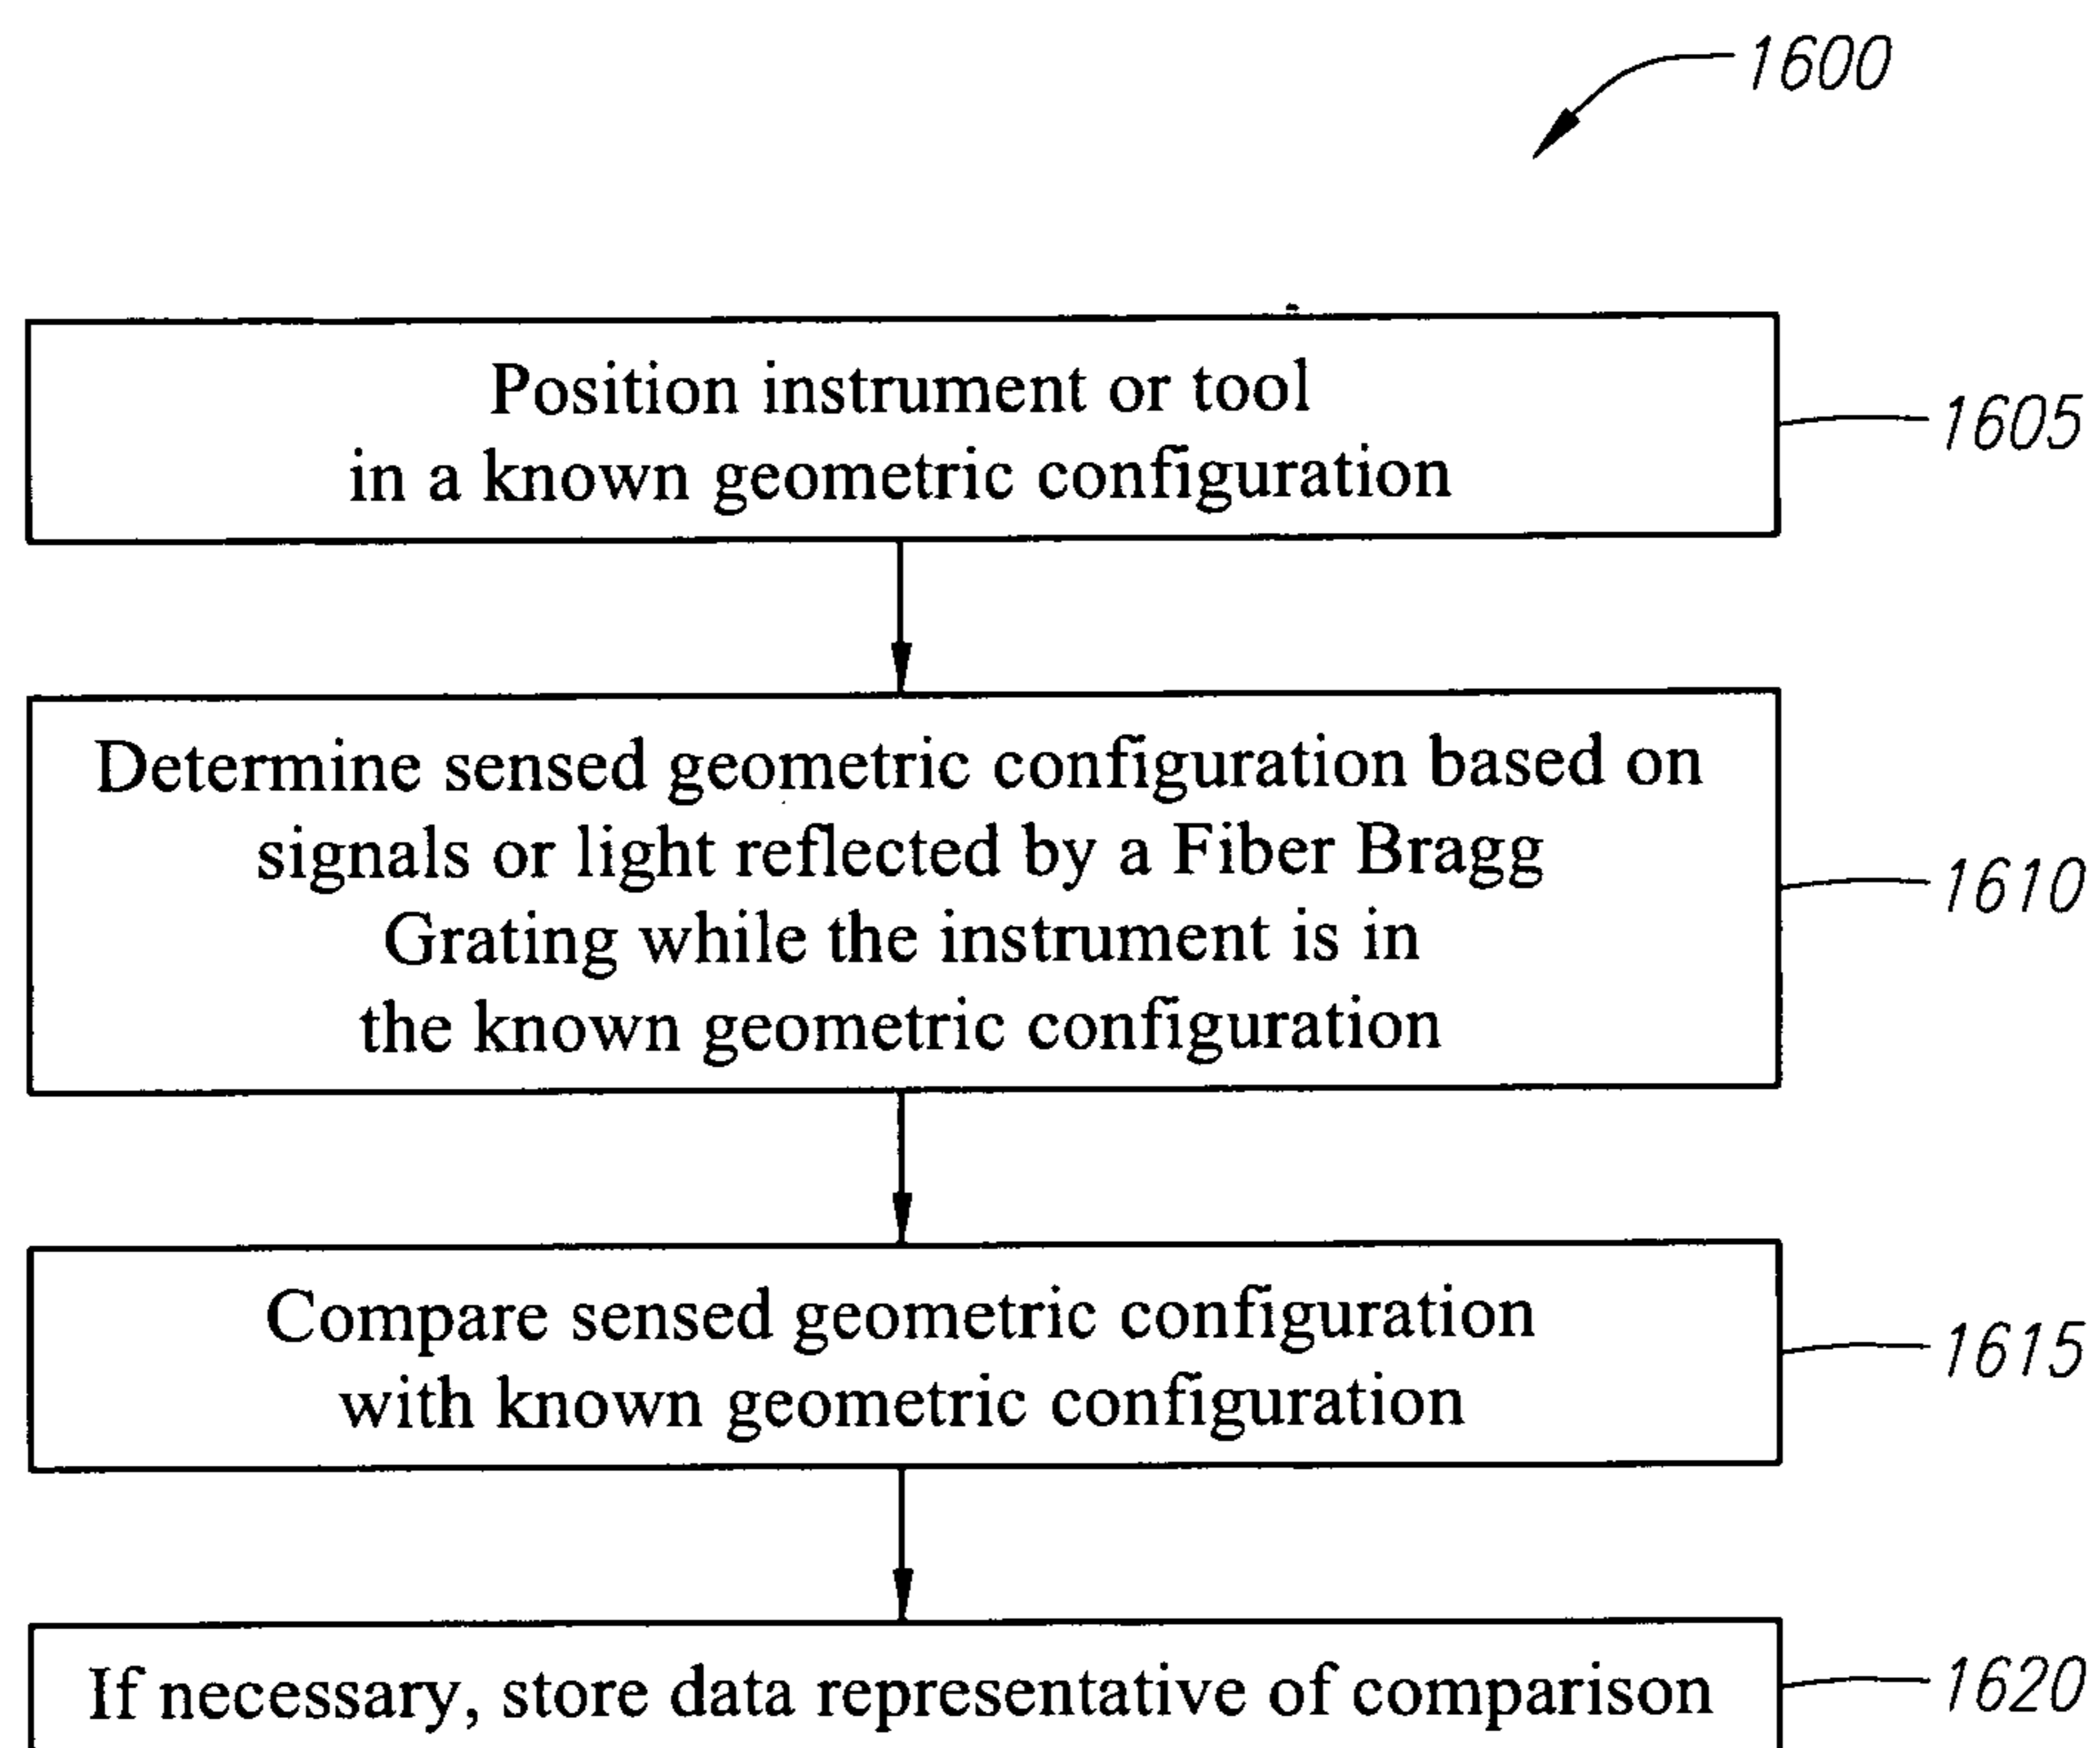 1600
Position instrument or tool
in a known geometric configuration
1605
Determine sensed geometric configuration based on
signals or light reflected by a Fiber Bragg
Grating while the instrument is in
the known geometric configuration
1610
Compare sensed geometric configuration
with known geometric configuration
1615
If necessary, store data representative of comparison
1620